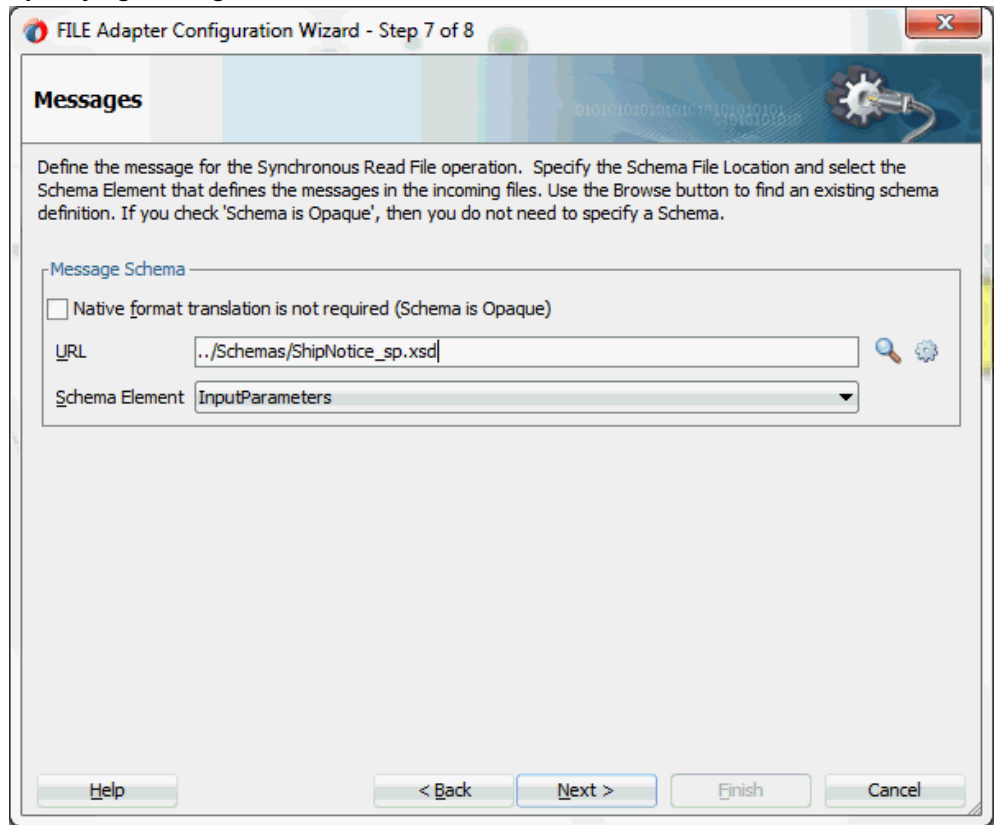 FILE Adapter Configuration Wizard - Step 7 of 8
Messages
Define the message for the Synchronous Read File operation.  Specify the Schema File Location and select the
Schema Element that defines the messages in the incoming files. Use the Browse button to find an existing schema
definition. If you check 'Schema is Opaque', then you do not need to specify a Schema.
Message Schema
Native format translation is not required (Schema is Opaque)
URL ../Schemas/ShipNotice_sp.xsd
Schema Element InputParameters
Help < Back Next > Finish Cancel